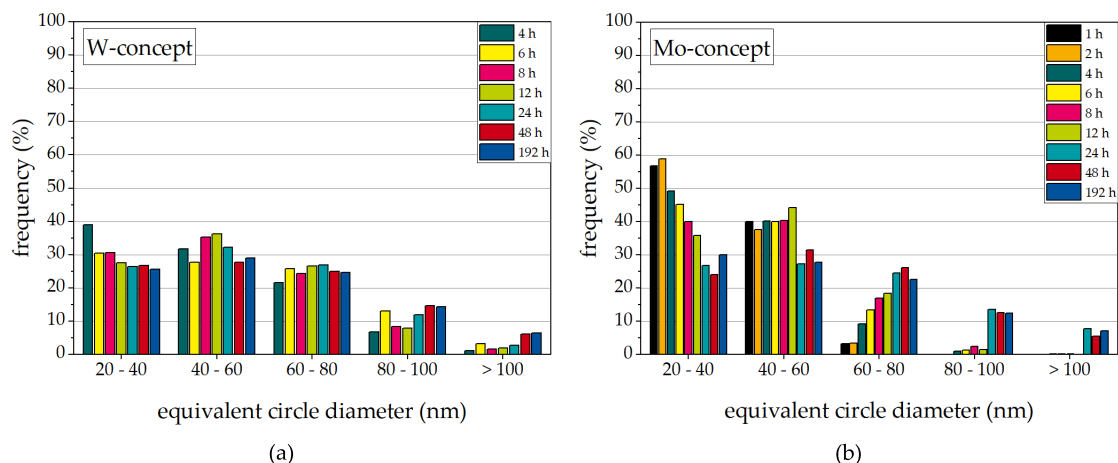 W-concept
4 h
6 h
8 h
12 h
24 h
48 h
192 h
100
90
80
70
60
50
40
30
20
10
0
frequency (%)
20 - 40
40 - 60
60 - 80
80 - 100
> 100
equivalent circle diameter (nm)
(a)
Mo-concept
1 h
2 h
4 h
6 h
8 h
12 h
24 h
48 h
192 h
100
90
80
70
60
50
40
30
20
10
0
frequency (%)
20 - 40
40 - 60
60 - 80
80 - 100
> 100
equivalent circle diameter (nm)
(b)